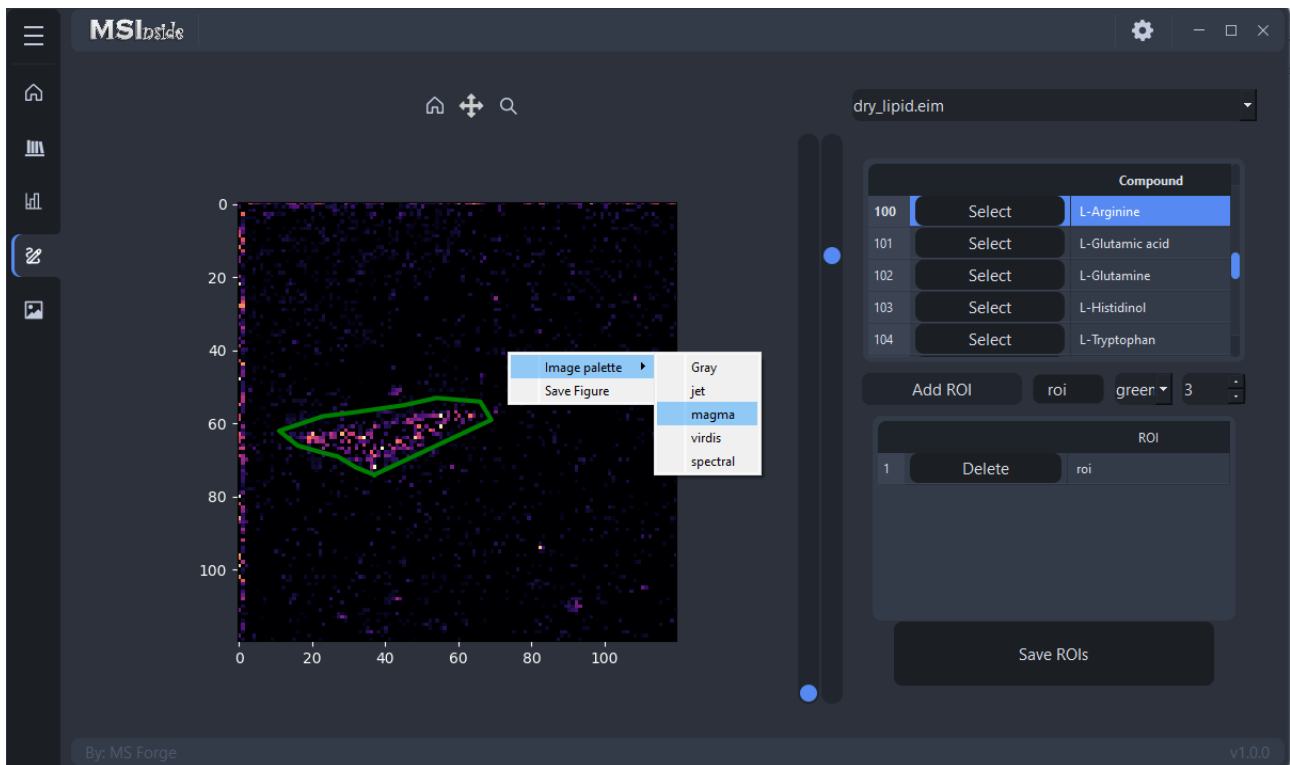 MSInside
dry_lipid.eim
Compound
100 Select L-Arginine
101 Select L-Glutamic acid
102 Select L-Glutamine
103 Select L-Histidinol
104 Select L-Tryptophan
Add ROI roi green 3
ROI
1 Delete roi
Save ROIs
0
20
40
60
80
100
0 20 40 60 80 100
Image palette
Save Figure
Gray
jet
magma
virdis
spectral
By: MS Forge v1.0.0